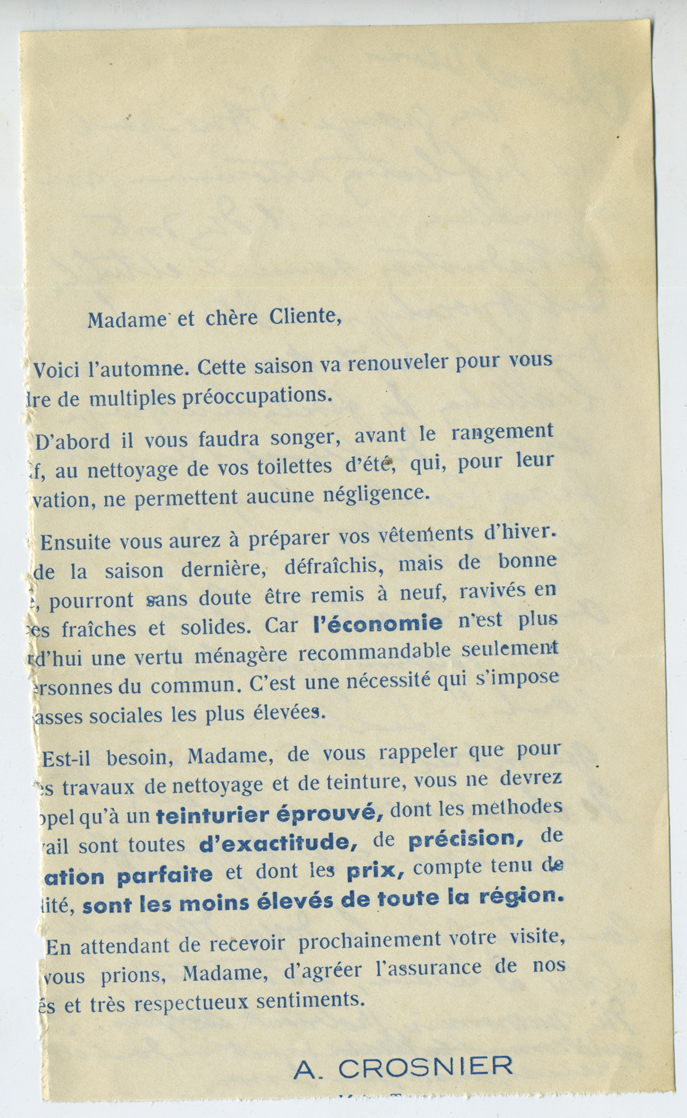 Madame et chère Cliente,
Voici l'automne. Cette saison va renouveler pour vous
dre de multiples préoccupations.
D'abord il vous faudra songer, avant le rangement
f, au nettoyage de vos toilettes d'été, qui, pour leur
vation, ne permettent aucune négligence.
Ensuite vous aurez à préparer vos vêtements d'hiver.
de la saison dernière, défraîchis, mais de bonne
, pourront sans doute être remis à neuf, ravivés en
es fraîches et solides. Car l'économie n'est plus
rd'hui une vertu ménagère recommandable seulement
ersonnes du commun. C'est une nécessité qui s'impose
asses sociales les plus élevées.
Est-il besoin, Madame, de vous rappeler que pour
s travaux de nettoyage et de teinture, vous ne devrez
ppel qu'à un teinturier éprouvé, dont les méthodes
vail sont toutes d'exactitude, de précision, de
ation parfaite et dont les prix, compte tenu de
lité, sont les moins élevés de toute la région.
En attendant de recevoir prochainement votre visite,
vous prions, Madame, d'agréer l'assurance de nos
és et très respectueux sentiments.
A. CROSNIER